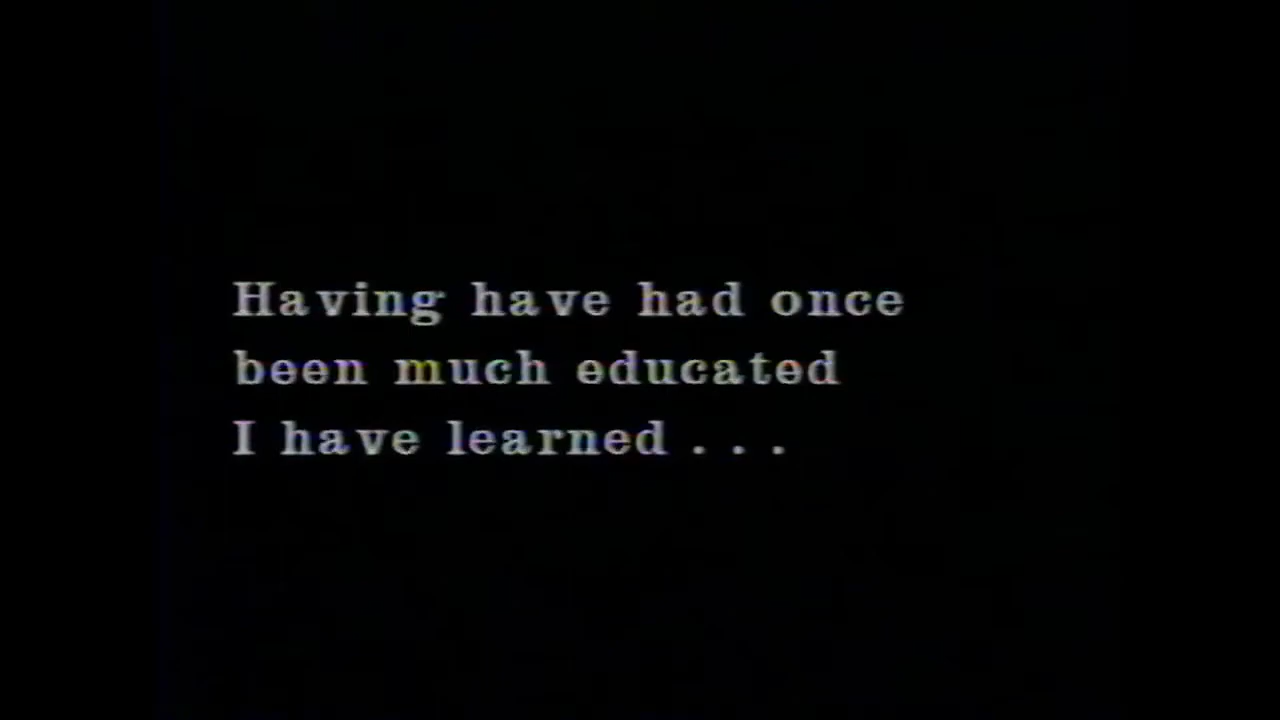 Having have had once
been much educated
I have learned . . .